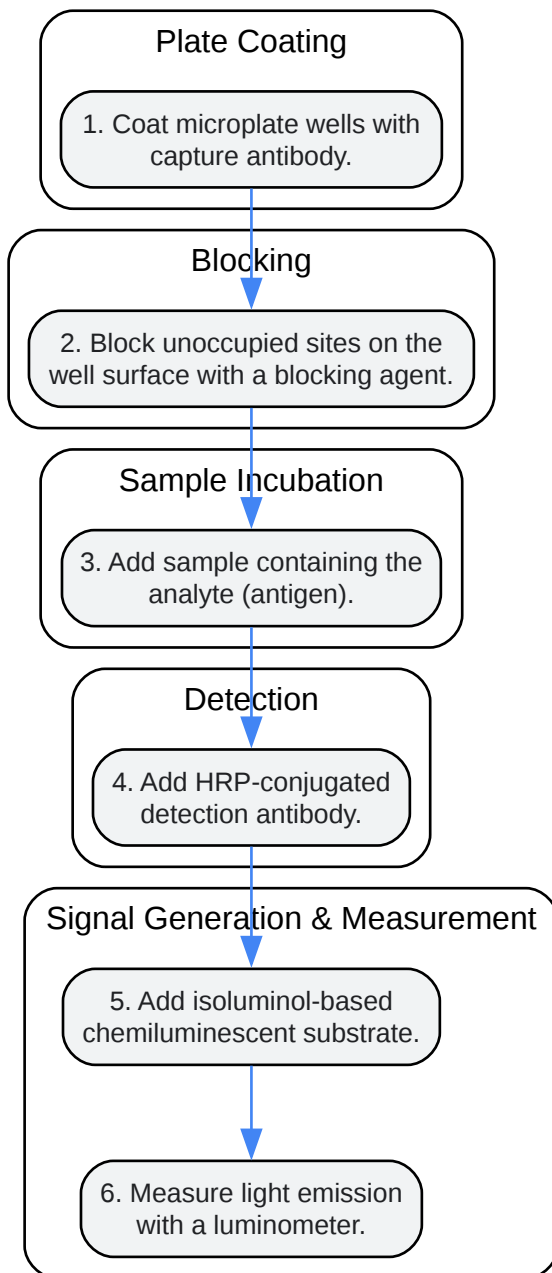 Plate Coating
1. Coat microplate wells with
capture antibody.
Blocking
2. Block unoccupied sites on the
well surface with a blocking agent.
Sample Incubation
3. Add sample containing the
analyte (antigen).
Detection
4. Add HRP-conjugated
detection antibody.
Signal Generation & Measurement
5. Add isoluminol-based
chemiluminescent substrate.
6. Measure light emission
with a luminometer.